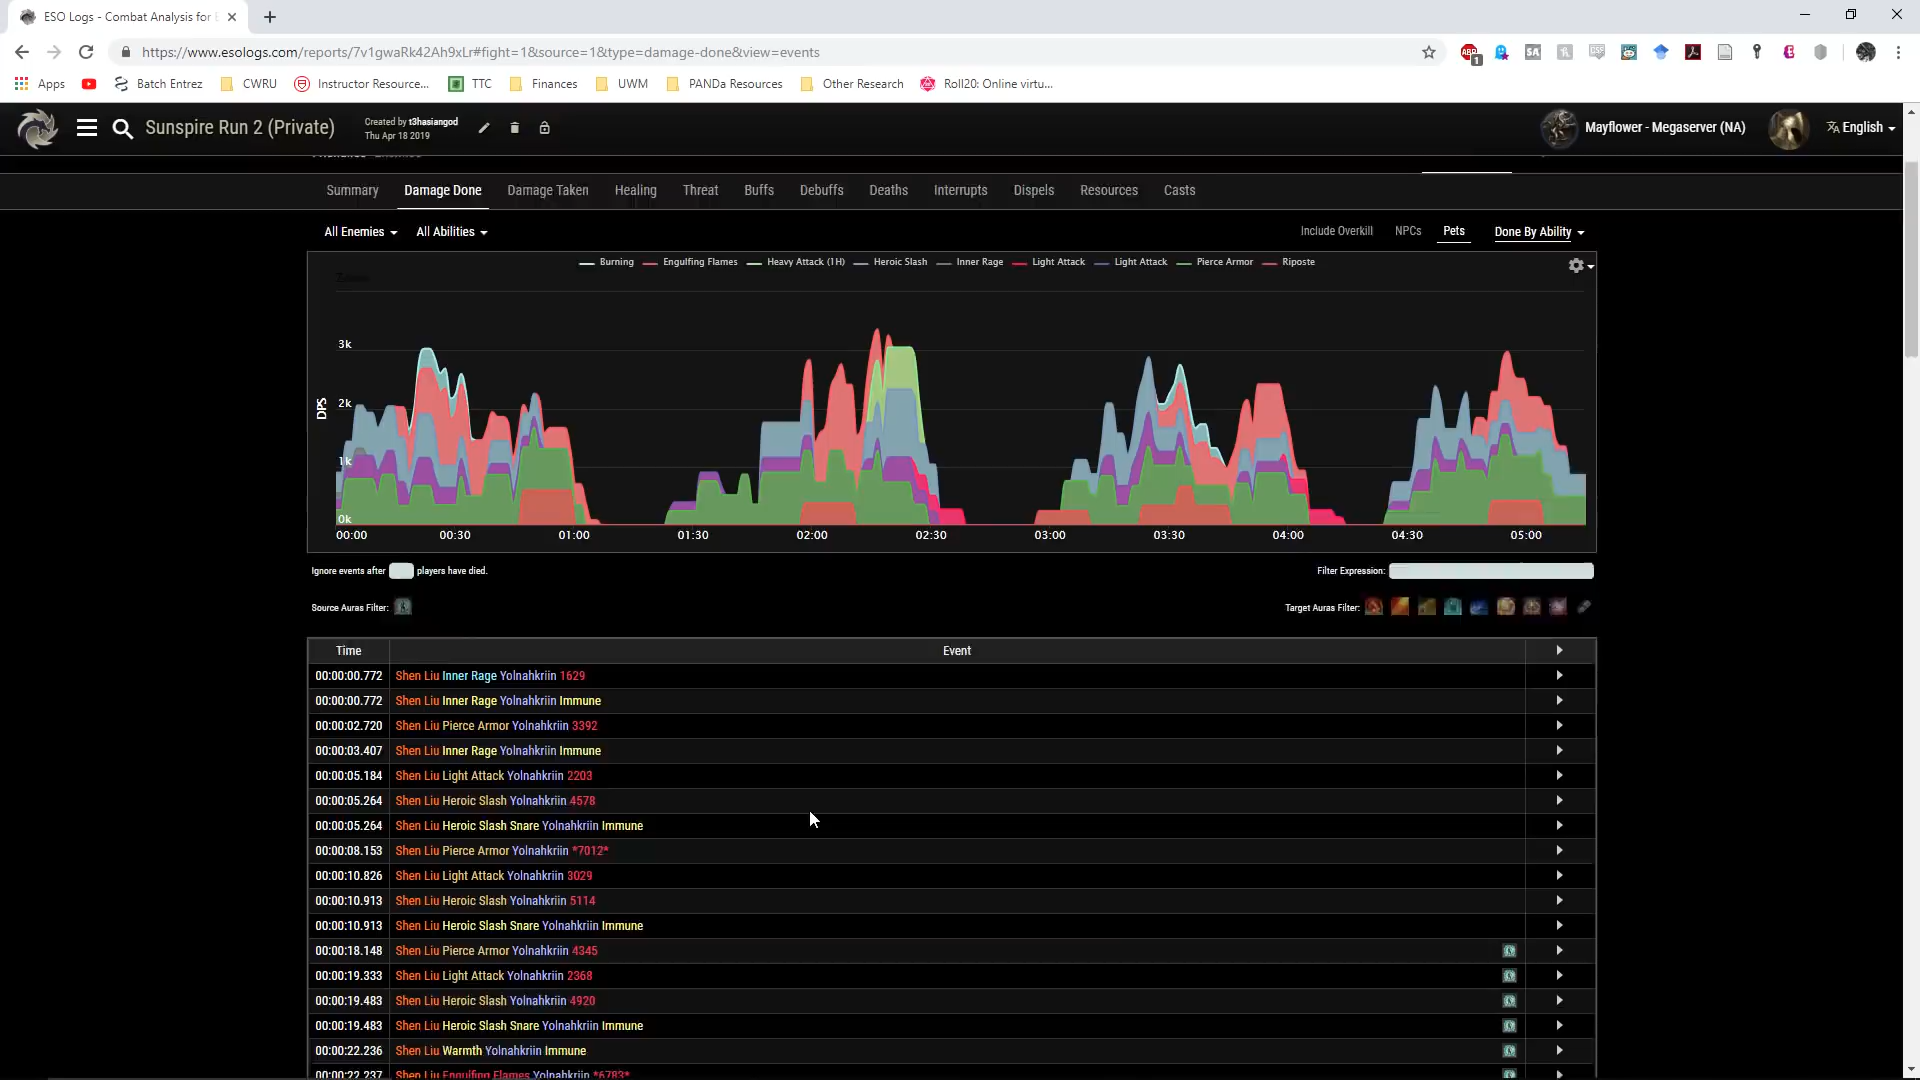 ESO Logs - Combat Analysis for E
https://www.esologs.com/reports/7v1gwaRk42Ah9xLr#fight=1&source=1&type=damage-done&view=events
Apps Batch Entrez CWRU Instructor Resource... TTC Finances UWM PANDa Resources Other Research Roll20: Online virtu...
Sunspire Run 2 (Private) Created by t3hasiangod Mayflower - Megaserver (NA) English
Thu Apr 18 2019
Summary Damage Done Damage Taken Healing Threat Buffs Debuffs Deaths Interrupts Dispels Resources Casts
All Enemies All Abilities Include Overkill NPCs Pets Done By Ability
Burning Engulfing Flames Heavy Attack (1H) Heroic Slash Inner Rage Light Attack Light Attack Pierce Armor Riposte
3k
2k
DPS
1k
0k
00:00 00:30 01:00 01:30 02:00 02:30 03:00 03:30 04:00 04:30 05:00
Ignore events after players have died. Filter Expression:
Source Auras Filter: Target Auras Filter:
Time Event
00:00:00.772 Shen Liu Inner Rage Yolnahkriin 1629
00:00:00.772 Shen Liu Inner Rage Yolnahkriin Immune
00:00:02.720 Shen Liu Pierce Armor Yolnahkriin 3392
00:00:03.407 Shen Liu Inner Rage Yolnahkriin Immune
00:00:05.184 Shen Liu Light Attack Yolnahkriin 2203
00:00:05.264 Shen Liu Heroic Slash Yolnahkriin 4578
00:00:05.264 Shen Liu Heroic Slash Snare Yolnahkriin Immune
00:00:08.153 Shen Liu Pierce Armor Yolnahkriin *7012*
00:00:10.826 Shen Liu Light Attack Yolnahkriin 3029
00:00:10.913 Shen Liu Heroic Slash Yolnahkriin 5114
00:00:10.913 Shen Liu Heroic Slash Snare Yolnahkriin Immune
00:00:18.148 Shen Liu Pierce Armor Yolnahkriin 4345
00:00:19.333 Shen Liu Light Attack Yolnahkriin 2368
00:00:19.483 Shen Liu Heroic Slash Yolnahkriin 4920
00:00:19.483 Shen Liu Heroic Slash Snare Yolnahkriin Immune
00:00:22.236 Shen Liu Warmth Yolnahkriin Immune
00:00:22.237 Shen Liu Engulfing Flames Yolnahkriin *6783*